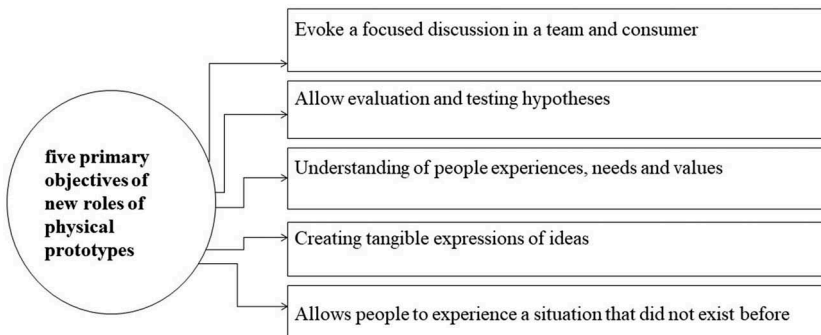 five primary
objectives of
new roles of
physical
prototypes
Evoke a focused discussion in a team and consumer
Allow evaluation and testing hypotheses
Understanding of people experiences, needs and values
Creating tangible expressions of ideas
Allows people to experience a situation that did not exist before